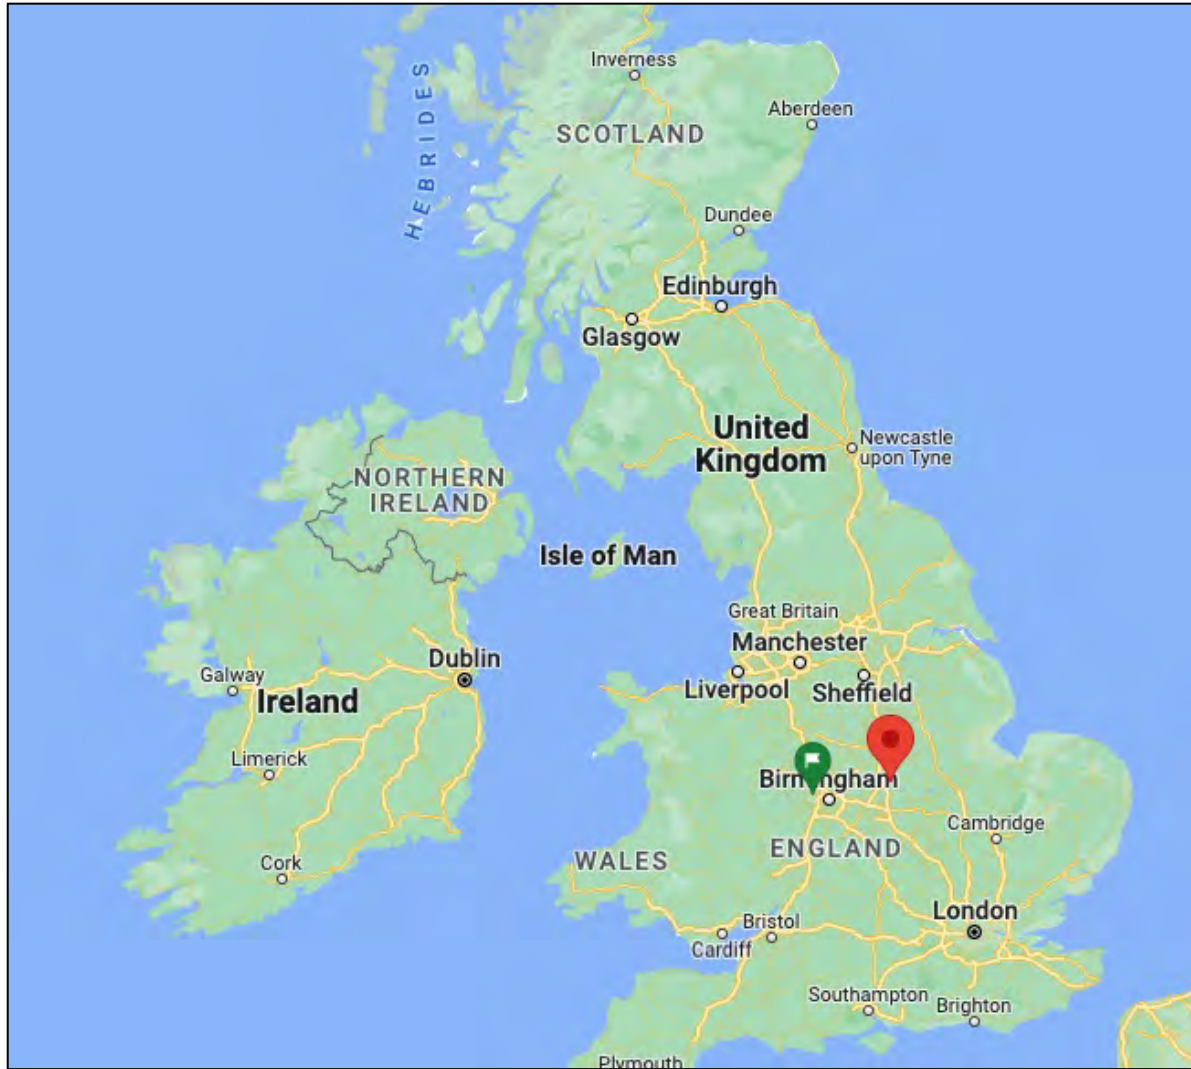 Inverness
Aberdeen
SCOTLAND
HEBRIDES
Dundee
Edinburgh
Glasgow
United
Kingdom
Newcastle
upon Tyne
NORTHERN
IRELAND
Isle of Man
Great Britain
Manchester
Dublin
Galway
Liverpool
Sheffield
Ireland
Limerick
Birmingham
Cambridge
ENGLAND
WALES
Cork
London
Bristol
Cardiff
Southampton
Brighton
Plymouth